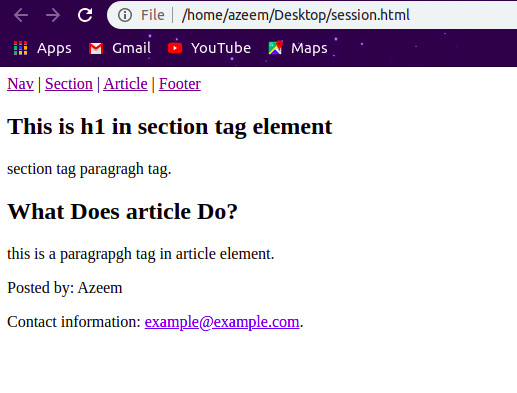 File | /home/azeem/Desktop/session.html
Apps Gmail YouTube Maps
Nav | Section | Article | Footer
This is h1 in section tag element
section tag paragragh tag.
What Does article Do?
this is a paragrapgh tag in article element.
Posted by: Azeem
Contact information: example@example.com.